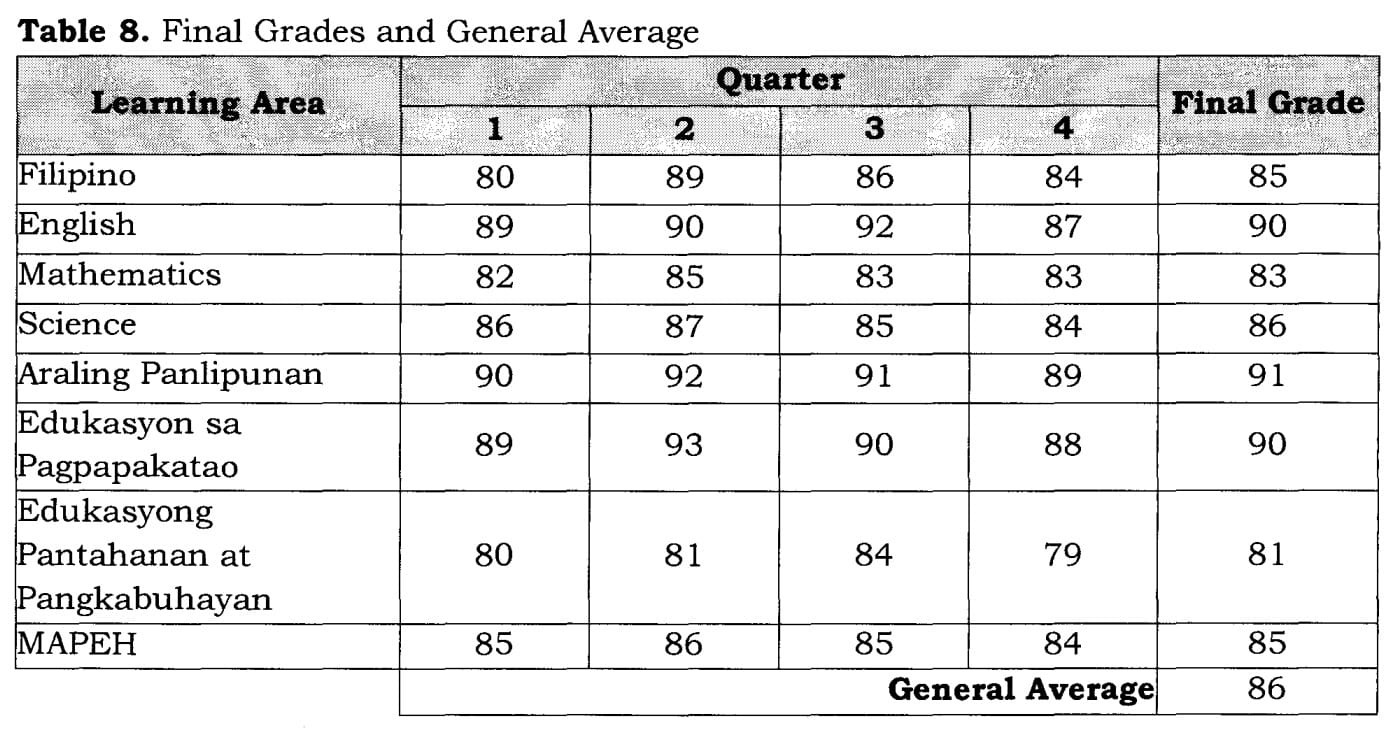 Table 8. Final Grades and General Average
Learning Area Quarter Final Grade
1 2 3 4
Filipino 80 89 86 84 85
English 89 90 92 87 90
Mathematics 82 85 83 83 83
Science 86 87 85 84 86
Araling Panlipunan 90 92 91 89 91
Edukasyon sa
Pagpapakatao 89 93 90 88 90
Edukasyong
Pantahanan at 80 81 84 79 81
Pangkabuhayan
MAPEH 85 86 85 84 85
General Average 86